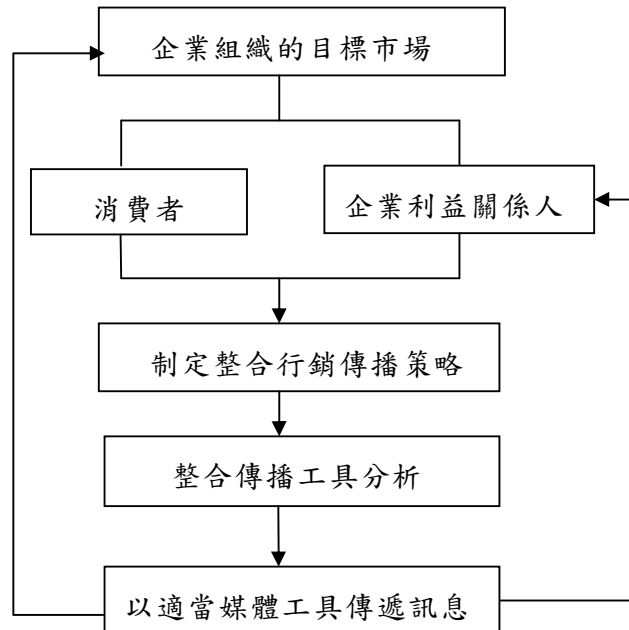 企業組織的目標市場
消費者
企業利益關係人
制定整合行銷傳播策略
整合傳播工具分析
以適當媒體工具傳遞訊息